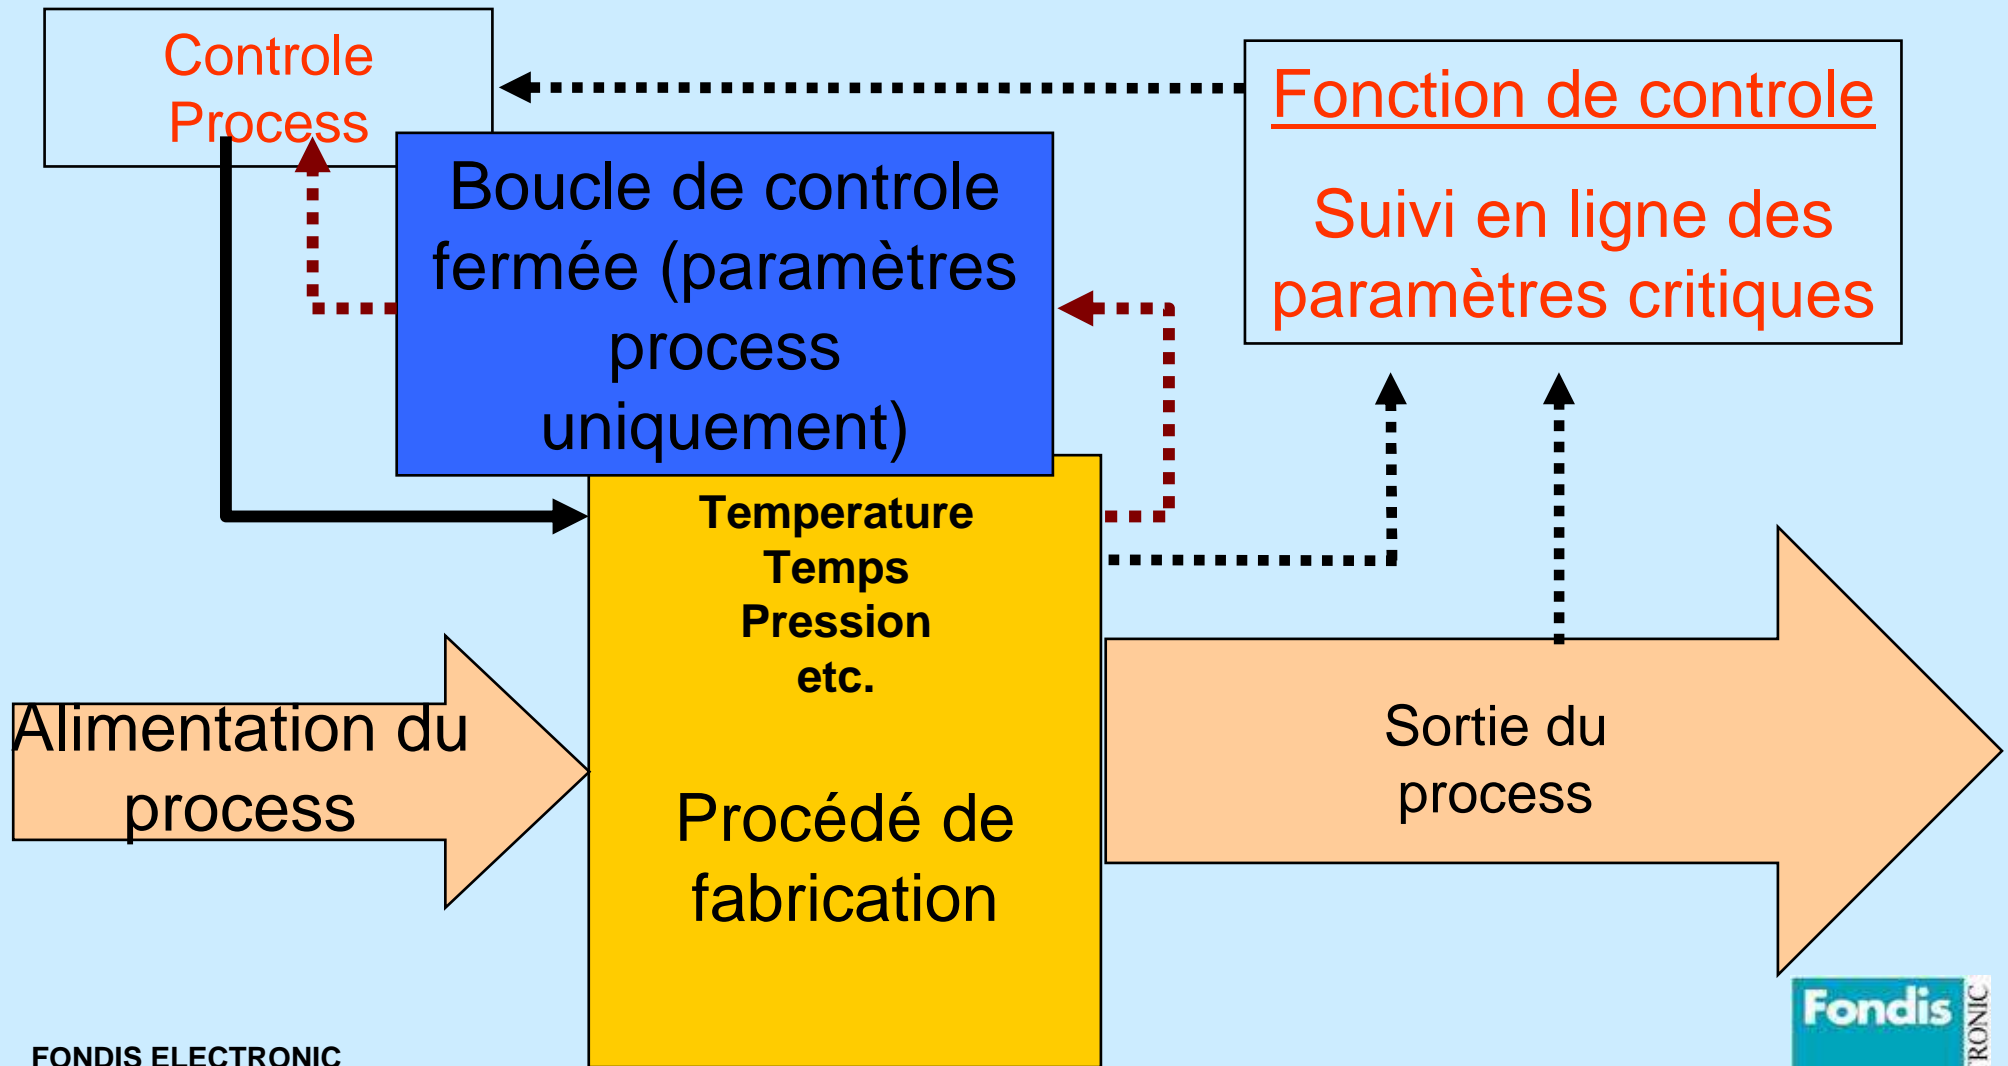 Controle
Process
Fonction de controle
Suivi en ligne des
paramètres critiques
Boucle de controle
fermée (paramètres
process
uniquement)
Temperature
Temps
Pression
etc.
Procédé de
fabrication
Alimentation du
process
Sortie du
process
FONDIS ELECTRONIC
Fondis